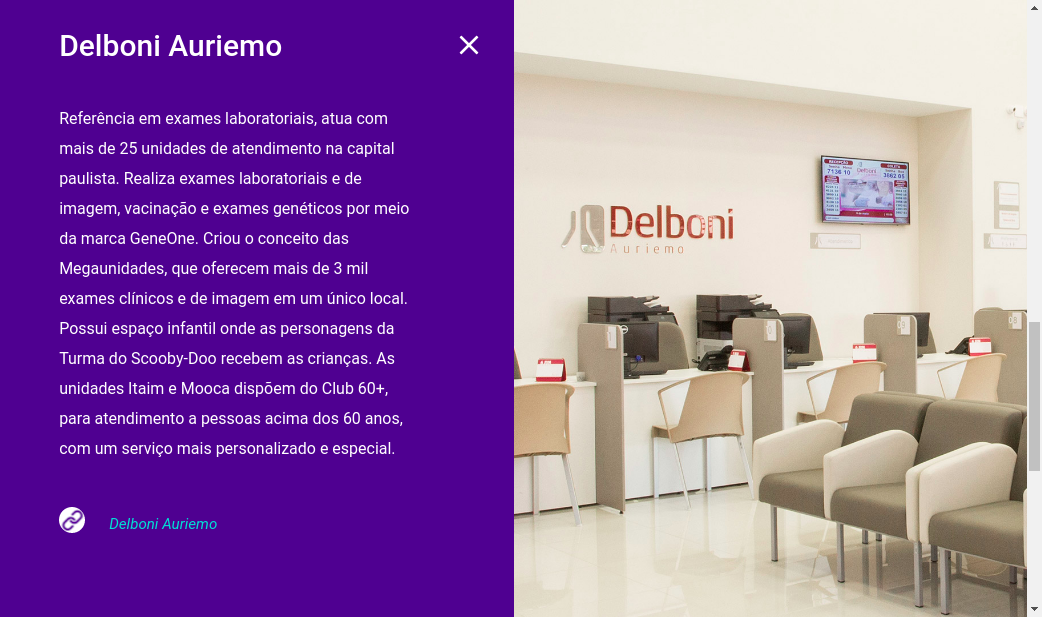 Delboni Auriemo
Referência em exames laboratoriais, atua com
mais de 25 unidades de atendimento na capital
paulista. Realiza exames laboratoriais e de
imagem, vacinação e exames genéticos por meio
da marca GeneOne. Criou o conceito das
Megaunidades, que oferecem mais de 3 mil
exames clínicos e de imagem em um único local.
Possui espaço infantil onde as personagens da
Turma do Scooby-Doo recebem as crianças. As
unidades Itaim e Mooca dispõem do Club 60+,
para atendimento a pessoas acima dos 60 anos,
com um serviço mais personalizado e especial.
Delboni Auriemo
Delboni
Auriemo